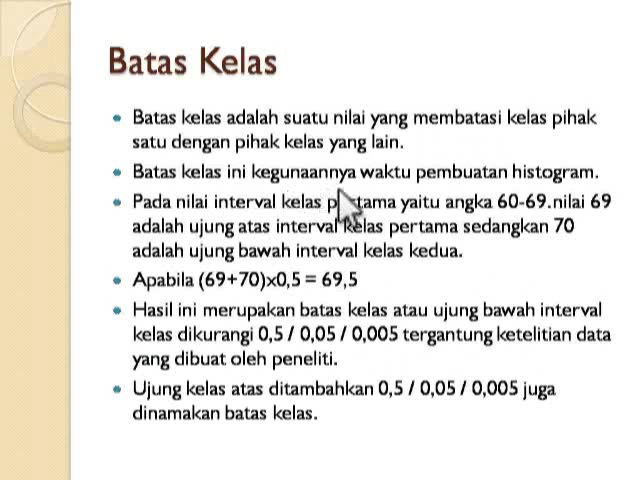 Batas Kelas
• Batas kelas adalah suatu nilai yang membatasi kelas pihak
satu dengan pihak kelas yang lain.
• Batas kelas ini kegunaannya waktu pembuatan histogram.
• Pada nilai interval kelas pertama yaitu angka 60-69.nilai 69
adalah ujung atas interval kelas pertama sedangkan 70
adalah ujung bawah interval kelas kedua.
• Apabila (69+70)x0,5 = 69,5
• Hasil ini merupakan batas kelas atau ujung bawah interval
kelas dikurangi 0,5 / 0,05 / 0,005 tergantung ketelitian data
yang dibuat oleh peneliti.
• Ujung kelas atas ditambahkan 0,5 / 0,05 / 0,005 juga
dinamakan batas kelas.